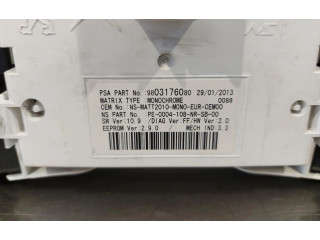 PSA PART No. :9803176080 29/01/2013
MATRIX TYPE :MONOCHROME 0088
CEM No :NS-MATT2010-MONO-EUR-CEM00
NS PART No :PE-0004-108-NR-SB-00
SW Ver:10.9 /DIAG Ver:FF/HW Ver:2.0
EEPROM Ver:2.9.0 / MECH IND:3.3